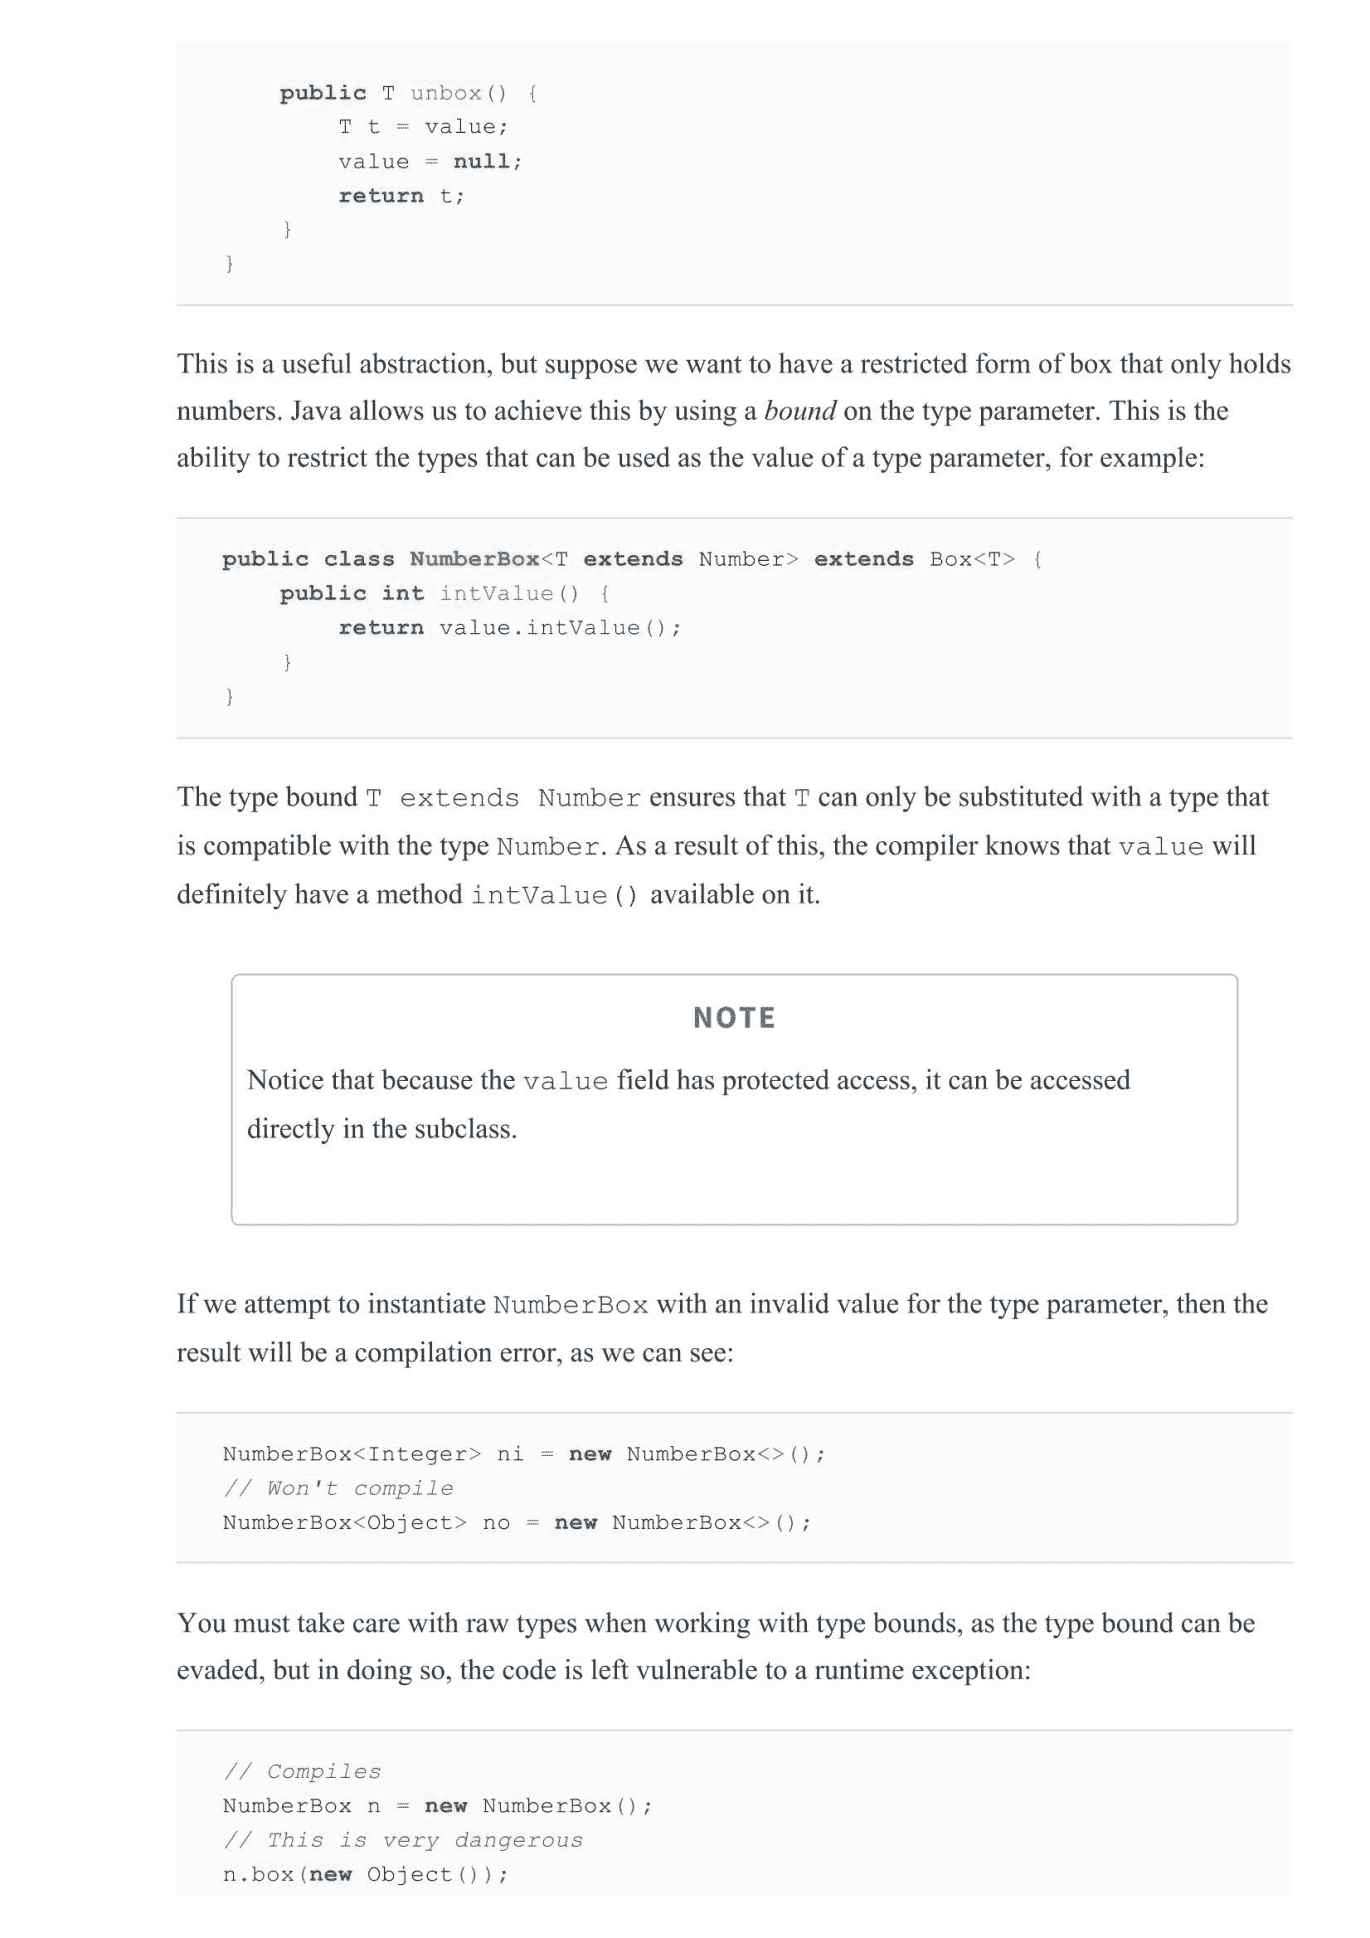 public T unbox() {
T t = value;
value = null;
return t;
}
}
This is a useful abstraction, but suppose we want to have a restricted form of box that only holds
numbers. Java allows us to achieve this by using a bound on the type parameter. This is the
ability to restrict the types that can be used as the value of a type parameter, for example:
public class NumberBox<T extends Number> extends Box<T> {
public int intValue() {
return value.intValue();
}
}
The type bound T extends Number ensures that T can only be substituted with a type that
is compatible with the type Number. As a result of this, the compiler knows that value will
definitely have a method intValue() available on it.
NOTE
Notice that because the value field has protected access, it can be accessed
directly in the subclass.
If we attempt to instantiate NumberBox with an invalid value for the type parameter, then the
result will be a compilation error, as we can see:
NumberBox<Integer> ni = new NumberBox<>();
// Won't compile
NumberBox<Object> no = new NumberBox<>();
You must take care with raw types when working with type bounds, as the type bound can be
evaded, but in doing so, the code is left vulnerable to a runtime exception:
// Compiles
NumberBox n = new NumberBox();
// This is very dangerous
n.box(new Object());